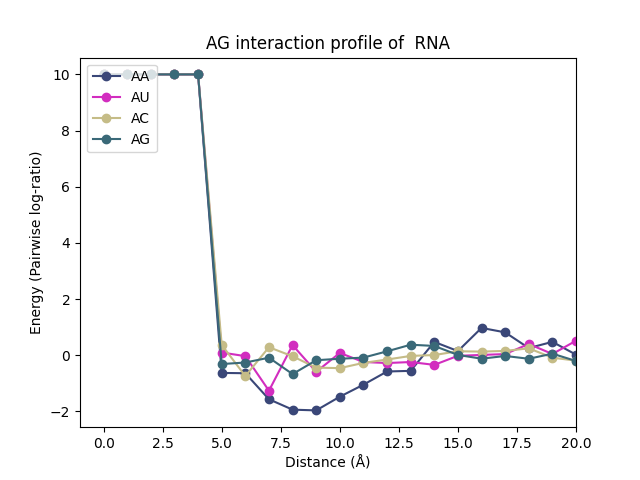 AG interaction profile of  RNA
Energy (Pairwise log-ratio)
10
8
6
4
2
0
−2
AA
AU
AC
AG
0.0 2.5 5.0 7.5 10.0 12.5 15.0 17.5 20.0
Distance (Å)